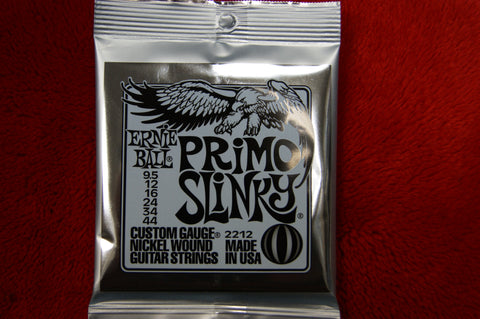 ERNIE
BALL®
PRIMO
SLINKY®
9.5
12
16
24
34
44
CUSTOM GAUGE® 2212
NICKEL WOUND MADE
GUITAR STRINGS IN USA